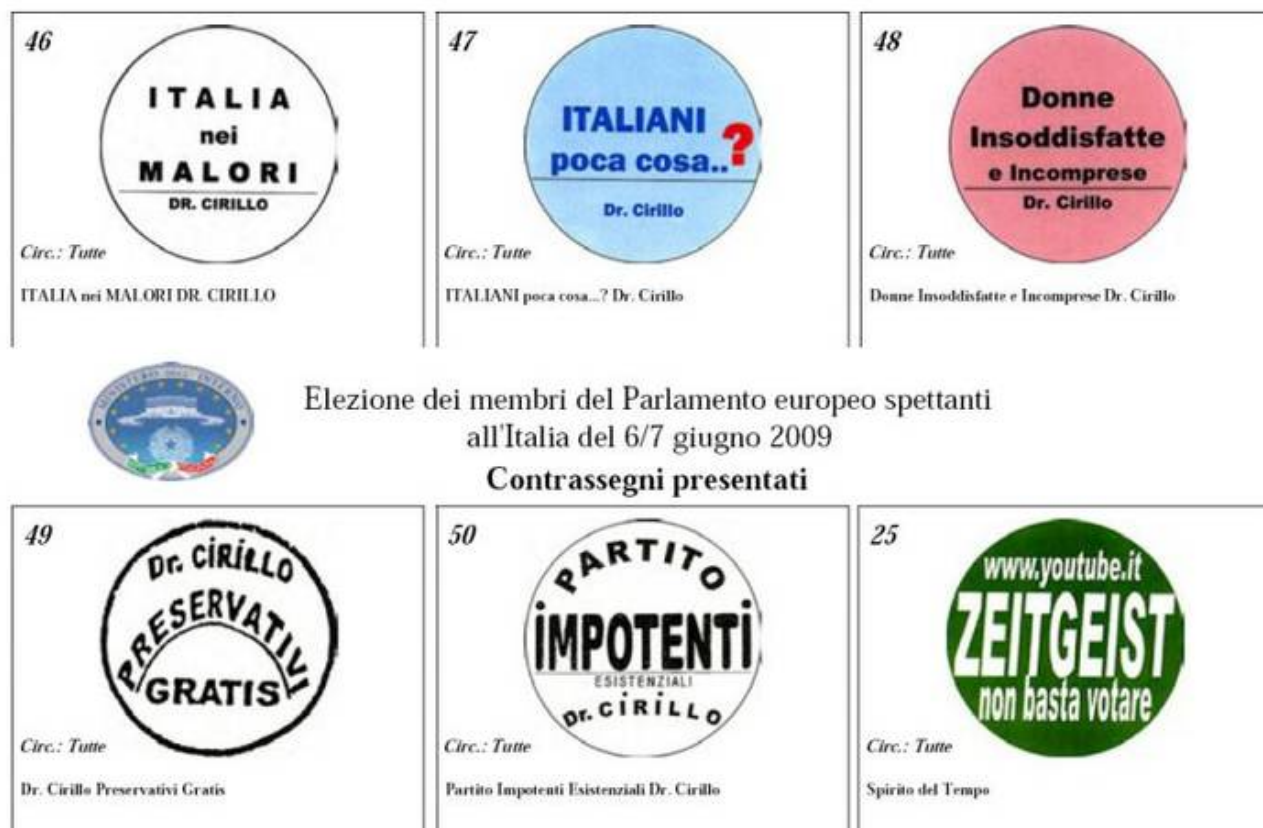 46
ITALIA
nei
MALORI
DR. CIRILLO
Circ.: Tutte
ITALIA nei MALORI DR. CIRILLO
47
ITALIANI
poca cosa..?
Dr. Cirillo
Circ.: Tutte
ITALIANI poca cosa...? Dr. Cirillo
48
Donne
Insoddisfatte
e Incomprese
Dr. Cirillo
Circ.: Tutte
Donne Insoddisfatte e Incomprese Dr. Cirillo
MINISTERO DELL'INTERNO
Elezione dei membri del Parlamento europeo spettanti
all'Italia del 6/7 giugno 2009
Contrassegni presentati
49
Dr. CiRiLLO
PRESERVATIVI
GRATIS
Circ.: Tutte
Dr. Cirillo Preservativi Gratis
50
PARTiTO
iMPOTENTi
ESISTENZIALI
Dr. CiRiLLO
Circ.: Tutte
Partito Impotenti Esistenziali Dr. Cirillo
25
www.youtube.it
ZEITGEIST
non basta votare
Circ.: Tutte
Spirito del Tempo